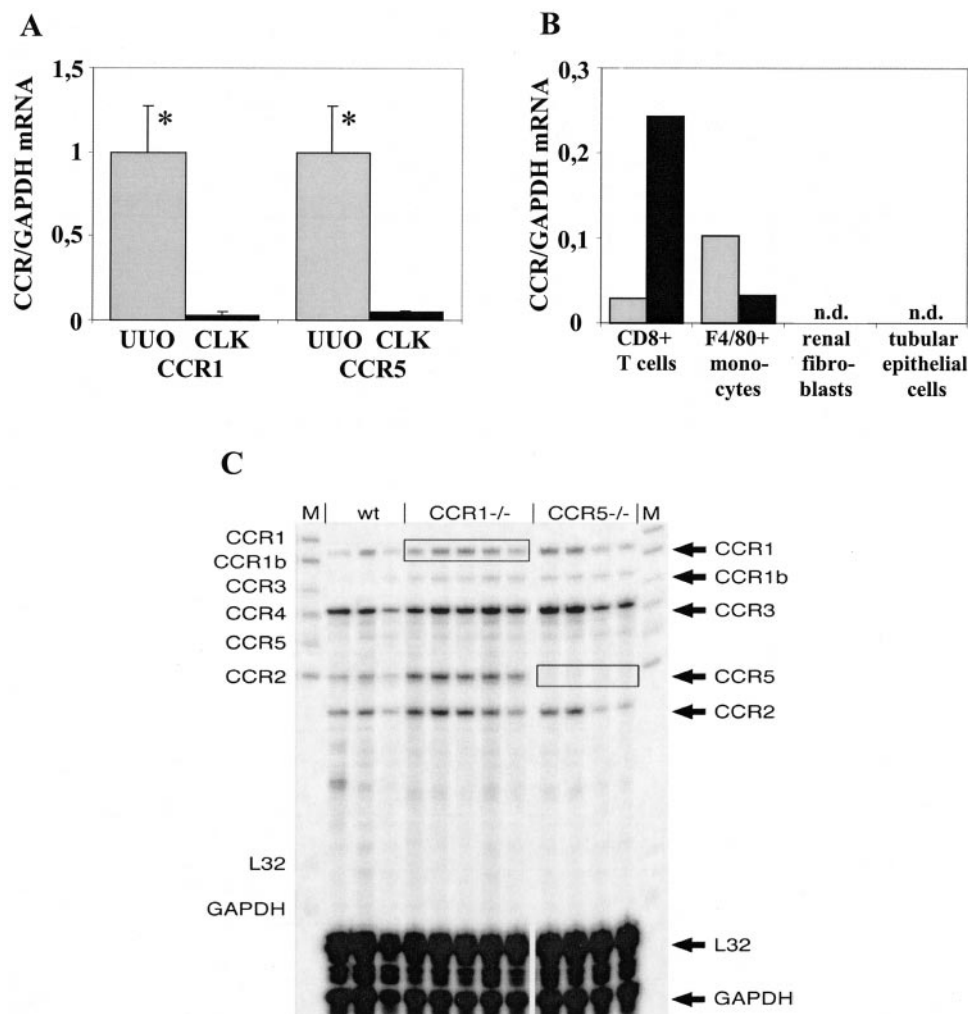 A
CCR/GAPDH mRNA
1,5
1
0,5
0
*
*
UUO CLK UUO CLK
CCR1 CCR5
B
CCR/GAPDH mRNA
0,3
0,2
0,1
0
n.d. n.d.
CD8+ F4/80+ renal tubular
T cells mono- fibro- epithelial
cytes blasts cells
C
M wt CCR1-/- CCR5-/- M
CCR1
CCR1b
CCR3
CCR4
CCR5
CCR2
L32
GAPDH
CCR1
CCR1b
CCR3
CCR5
CCR2
L32
GAPDH